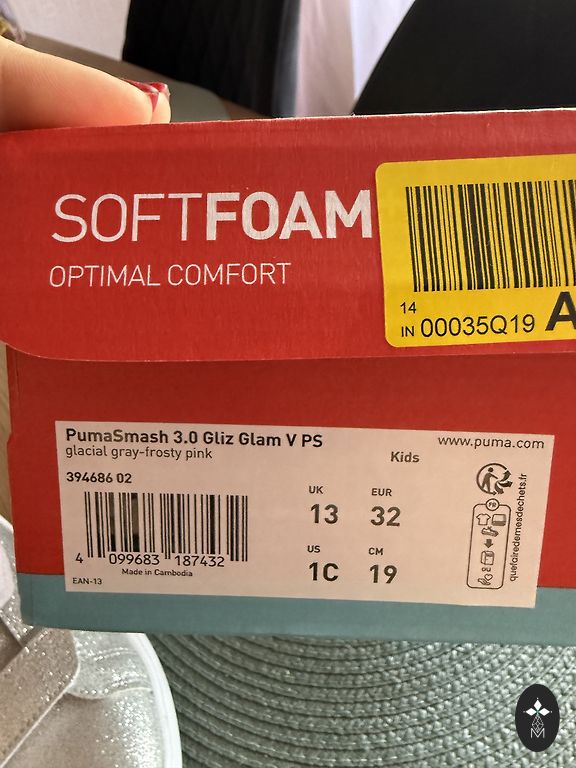 SOFTFOAM
OPTIMAL COMFORT
14
IN 00035Q19 A
PumaSmash 3.0 Gliz Glam V PS
glacial gray-frosty pink
www.puma.com
Kids
394686 02
UK EUR
13 32
US CM
1C 19
4 099683 187432
Made in Cambodia
EAN-13
FR
quefairedemesdechets.fr
M